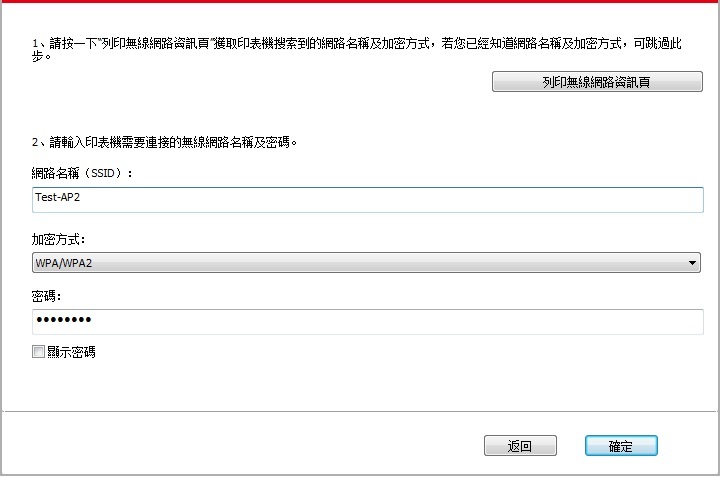 1、請按一下“列印無線網路資訊頁”獲取印表機搜索到的網路名稱及加密方式，若您已經知道網路名稱及加密方式，可跳過此
步。
列印無線網路資訊頁
2、請輸入印表機需要連接的無線網路名稱及密碼。
網路名稱（SSID）：
Test-AP2
加密方式：
WPA/WPA2
密碼：
••••••••
顯示密碼
返回
確定